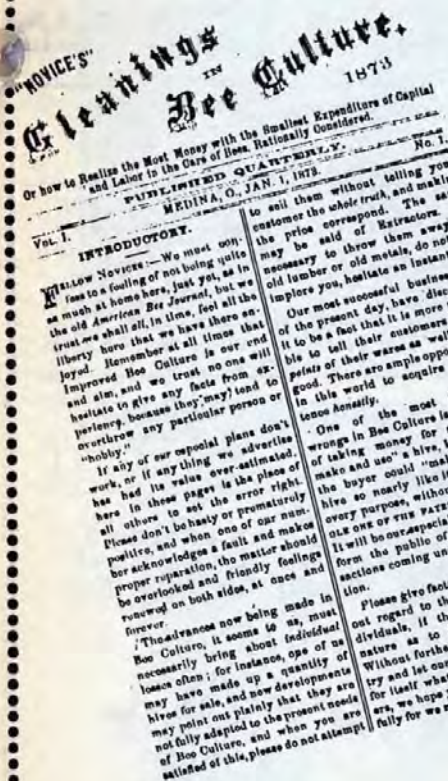 "NOVICE'S"
Gleanings
IN
Bee Culture.
1873
Or how to Realize the Most Money with the Smallest Expenditure of Capital
and Labor in the Care of Bees, Rationally Considered.
PUBLISHED QUARTERLY.
VOL. I. MEDINA, O., JAN. 1, 1873. No. 1.
INTRODUCTORY.
FELLOW NOVICES:—We must con-
fess to a feeling of not being quite
as much at home here, just yet, as in
the old American Bee Journal, but we
trust we shall all, in time, feel all the
liberty here that we have there en-
joyed. Remember at all times that
Improved Bee Culture is our end
and aim, and we trust no one will
hesitate to give any facts from ex-
perience, because they may tend to
overthrow any particular person or
"hobby."
If any of our especial plans don't
work, or if any thing we advertise
has had its value over-estimated,
here in these pages is the place of
all others to set the error right.
Please don't be hasty or prematurely
positive, and when one of our num-
ber acknowledges a fault and makes
proper reparation, the matter should
be overlooked and friendly feelings
renewed on both sides, at once and
forever.
The advances now being made in
Bee Culture, it seems to us, must
necessarily bring about individual
losses often; for instance, one of us
may have made up a quantity of
hives for sale, and new developments
may point out plainly that they are
not fully adapted to the present needs
of Bee Culture, and when you are
satisfied of this, please do not attempt
to sell them without telling you
customer the whole truth, and makin
the price correspond. The sa
may be said of Extractors
necessary to throw them away
old lumber or old metals, do no
implore you, hesitate an instant
Our most successful busine
of the present day, have disc
it to be a fact that it is more
ble to tell their customer
points of their wares as w
good. There are ample oppo
in this world to acquire
tence honestly.
One of the most
wrongs in Bee Culture
of taking money for
make and use" a hive,
the buyer could "ma
hive so nearly lik
every purpose, with
OLE ONE OF THE PAT
It will be our especi
form the public of
sactions coming un
tion.
Please give fact
out regard to th
dividuals, if th
nature as to
Without furthe
try and let our
for itself wha
ers, we hope
fully for we a